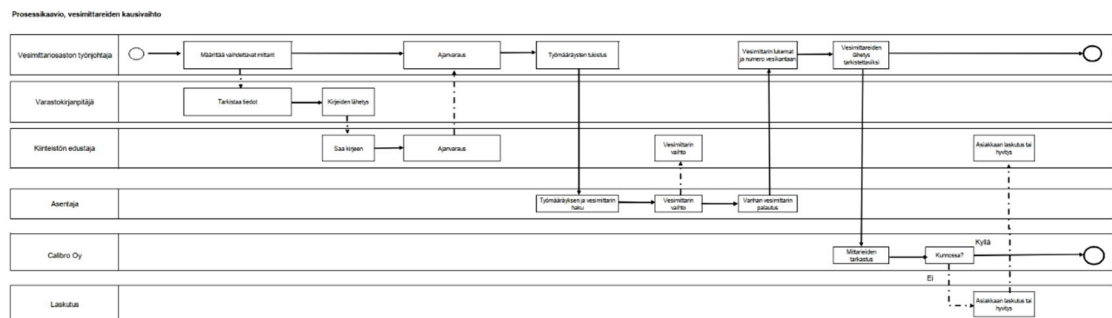 Prosessikaavio, vesimittareiden kausivaihto
Vesimittariosaston työnjohtaja
Määrittää vaihdettavat mittarit
Ajanvaraus
Työmääräysten tulostus
Vesimittarin lukemat
ja numero vesikantaan
Vesimittareiden
lähetys
tarkistettaviksi
Varastokirjanpitäjä
Tarkistaa tiedot
Kirjeiden lähetys
Kiinteistön edustaja
Saa kirjeen
Ajanvaraus
Vesimittarin
vaihto
Asiakkaan laskutus tai
hyvitys
Asentaja
Työmääräyksen ja vesimittarin
haku
Vesimittarin
vaihto
Vanhan vesimittarin
palautus
Calibro Oy
Mittareiden
tarkastus
Kunnossa?
Kyllä
Ei
Laskutus
Asiakkaan laskutus tai
hyvitys